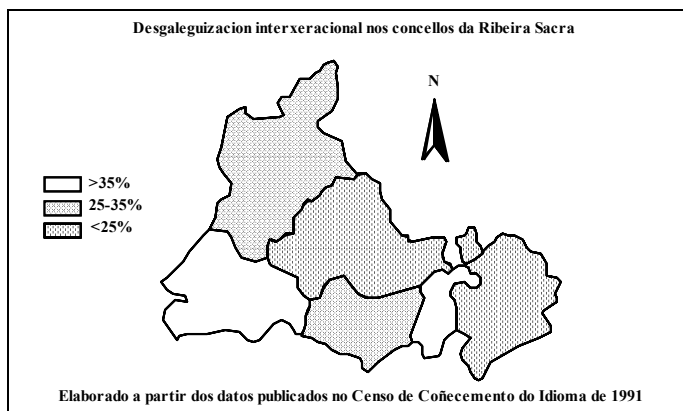 Desgaleguizacion interxeracional nos concellos da Ribeira Sacra
N
>35%
25-35%
<25%
Elaborado a partir dos datos publicados no Censo de Coñecemento do Idioma de 1991